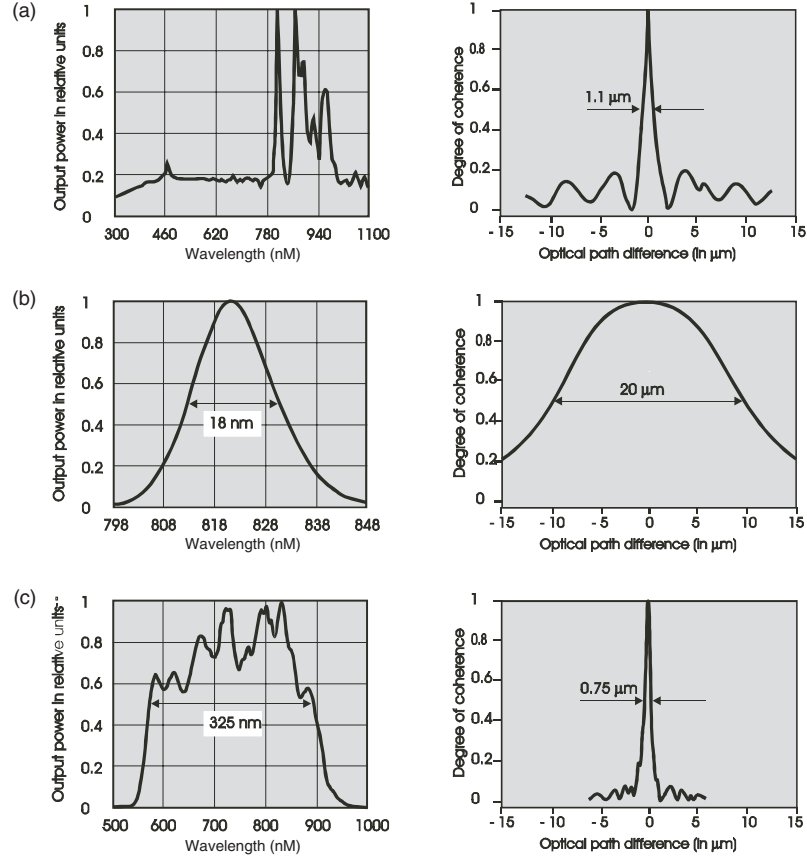 (a)
Output power in relative units
1
0.8
0.6
0.4
0.2
0
300 460 620 780 940 1100
Wavelength (nM)
Degree of coherence
1
0.8
0.6
0.4
0.2
0
1.1 µm
- 15 - 10 - 5 0 5 10 15
Optical path difference (in µm)
(b)
Output power in relative units
1
0.8
0.6
0.4
0.2
0
18 nm
798 808 818 828 838 848
Wavelength (nM)
Degree of coherence
1
0.8
0.6
0.4
0.2
0
20 µm
- 15 - 10 - 5 0 5 10 15
Optical path difference (in µm)
(c)
Output power in relative units
1
0.8
0.6
0.4
0.2
0
325 nm
500 600 700 800 900 1000
Wavelength (nM)
Degree of coherence
1
0.8
0.6
0.4
0.2
0
0.75 µm
- 15 - 10 - 5 0 5 10 15
Optical path difference (in µm)